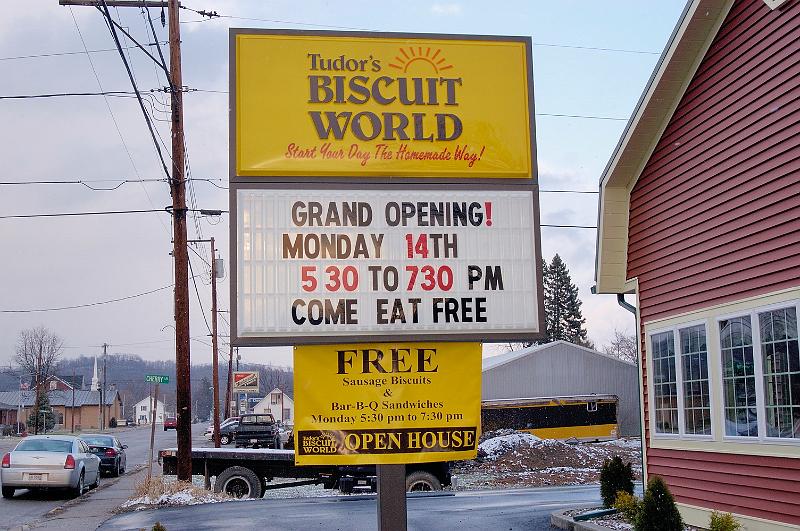 Tudor's
BISCUIT
WORLD
Start Your Day The Homemade Way!
GRAND OPENING!
MONDAY 14TH
5 30 TO 730 PM
COME EAT FREE
FREE
Sausage Biscuits
&
Bar-B-Q Sandwiches
Monday 5:30 pm to 7:30 pm
Tudor's
BISCUIT
WORLD
OPEN HOUSE
CHERRY